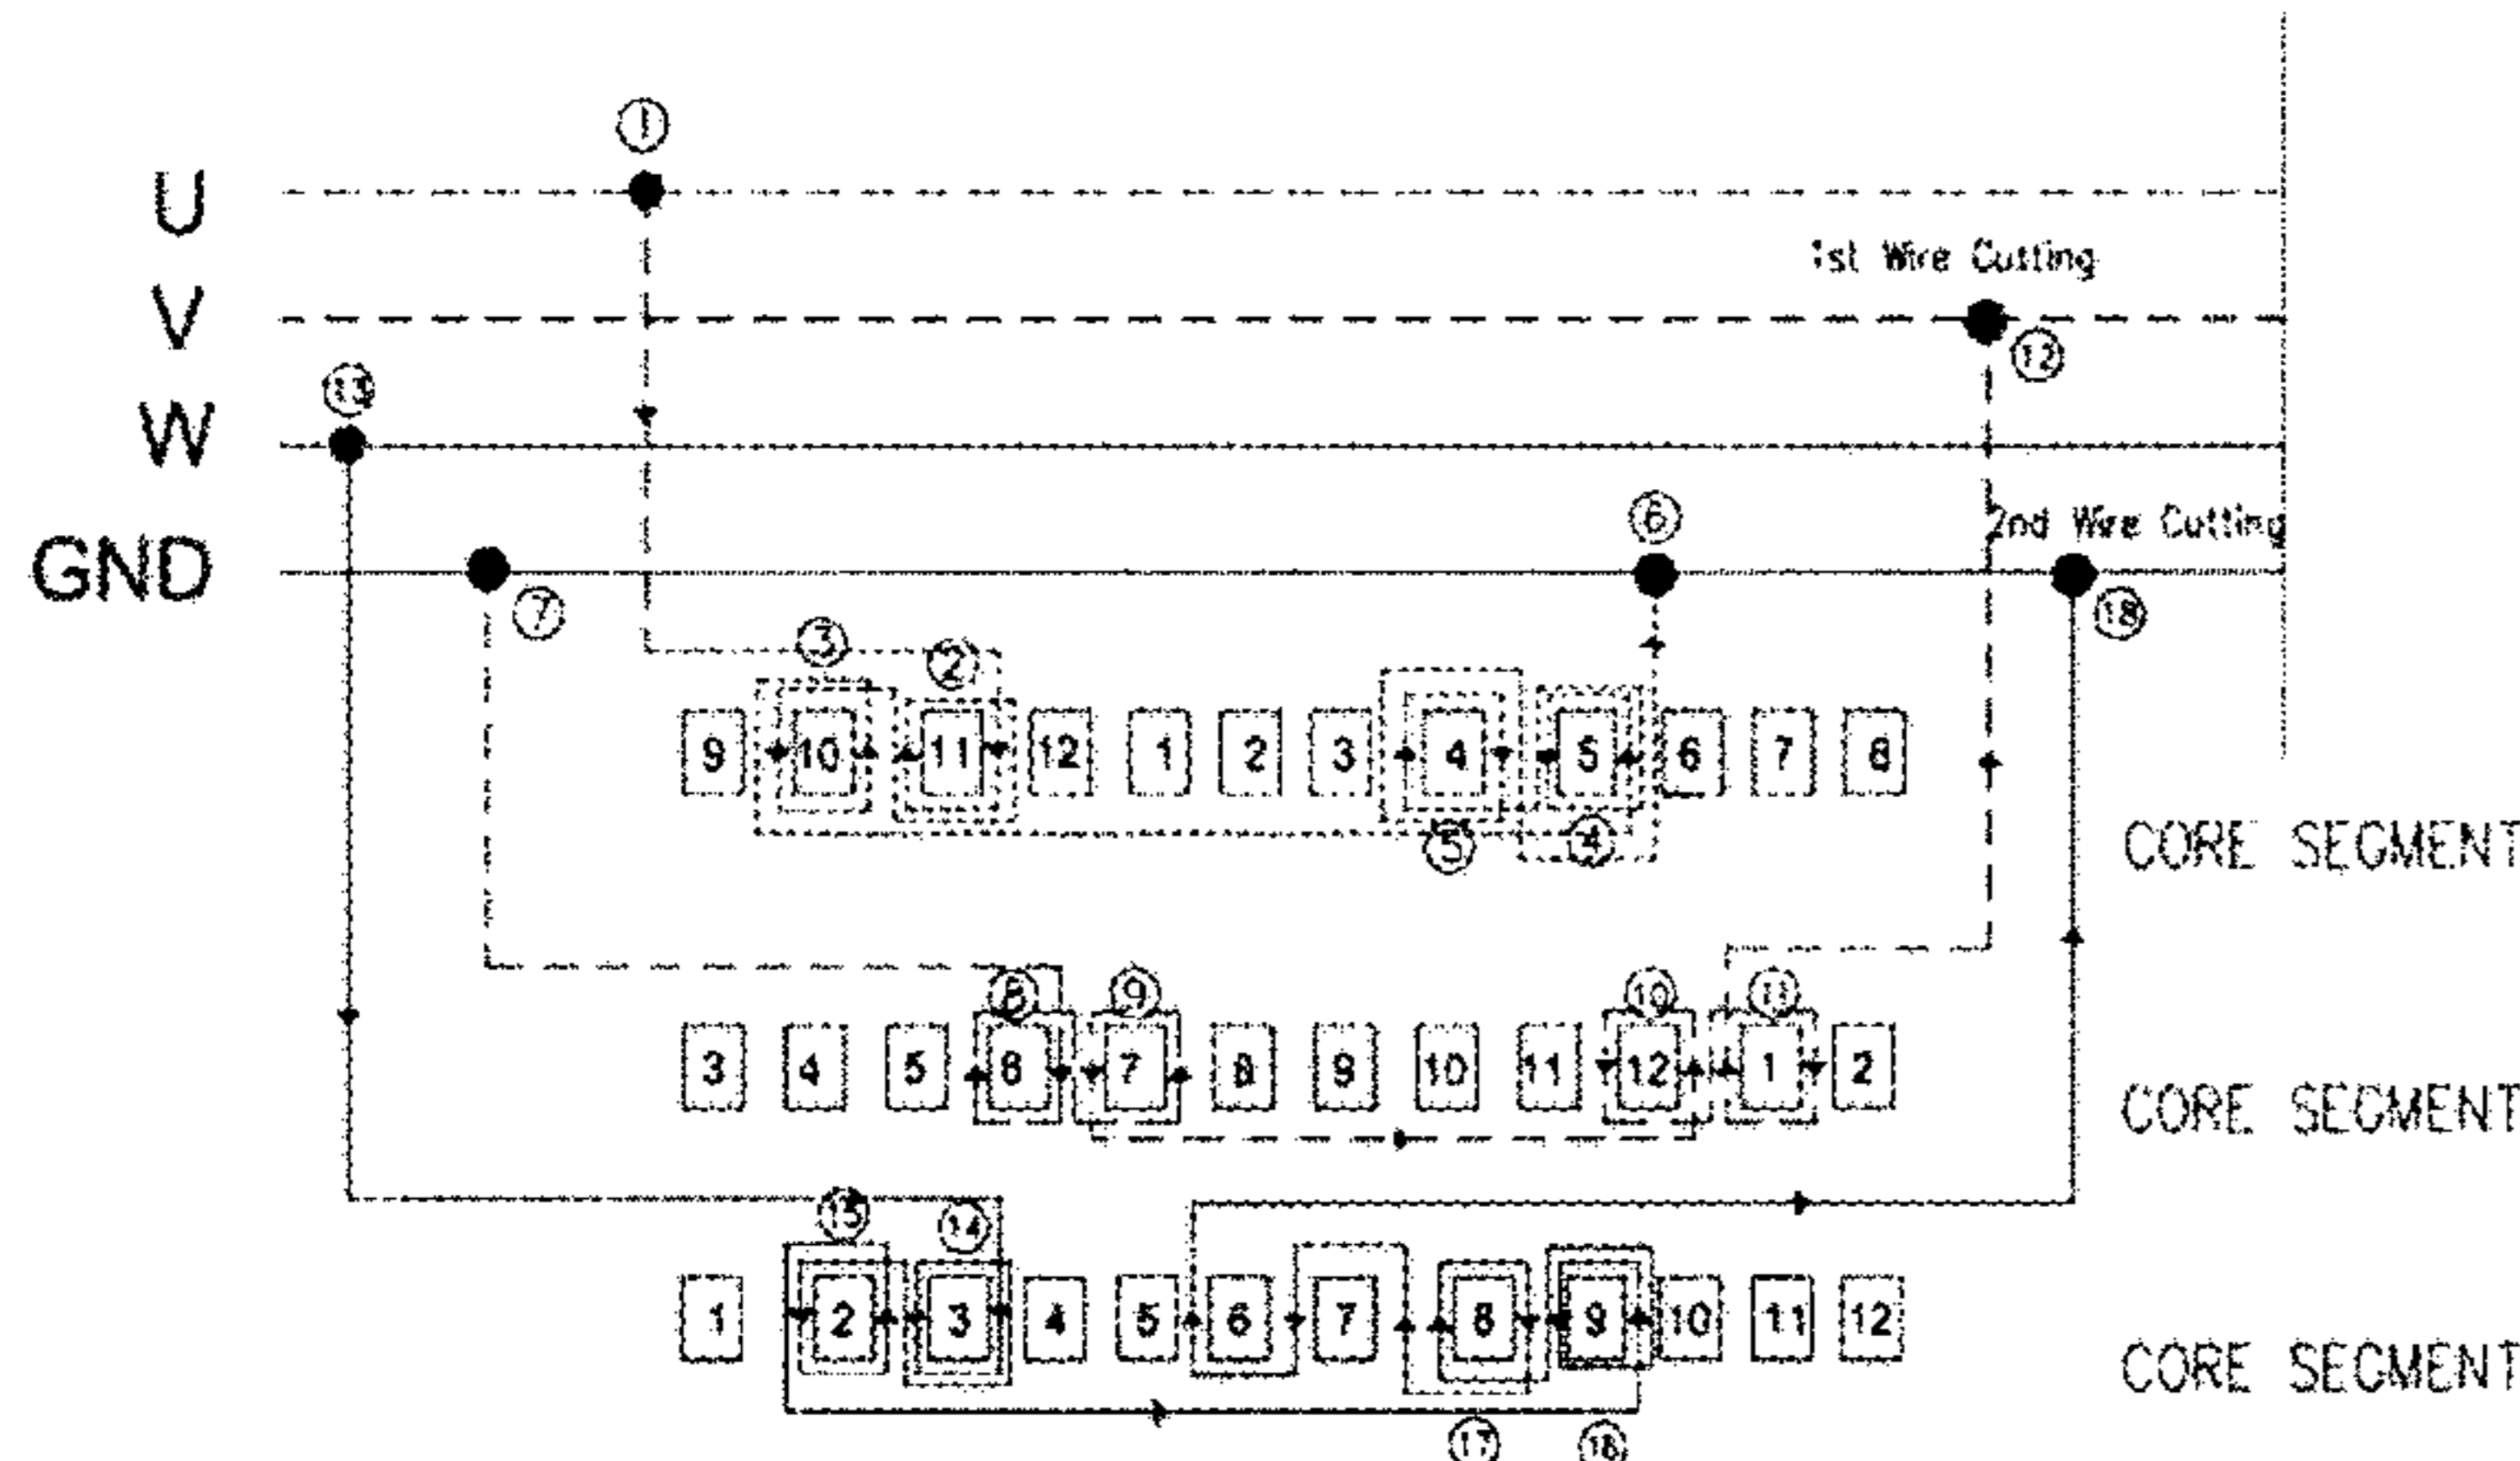 ①
U
1st Wire Cutting
V
⑫
⑬
W
⑥
2nd Wire Cutting
GND
⑦
⑱
③ ②
9 10 11 12 1 2 3 4 5 6 7 8
⑤ ④
CORE SEGMENT
⑧ ⑨ ⑩ ⑪
3 4 5 6 7 8 9 10 11 12 1 2
CORE SEGMENT
⑮ ⑭
1 2 3 4 5 6 7 8 9 10 11 12
CORE SEGMENT
⑰ ⑯